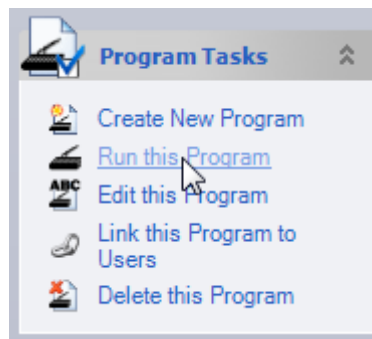 Program Tasks
Create New Program
Run this Program
ABC
Edit this Program
Link this Program to
Users
Delete this Program